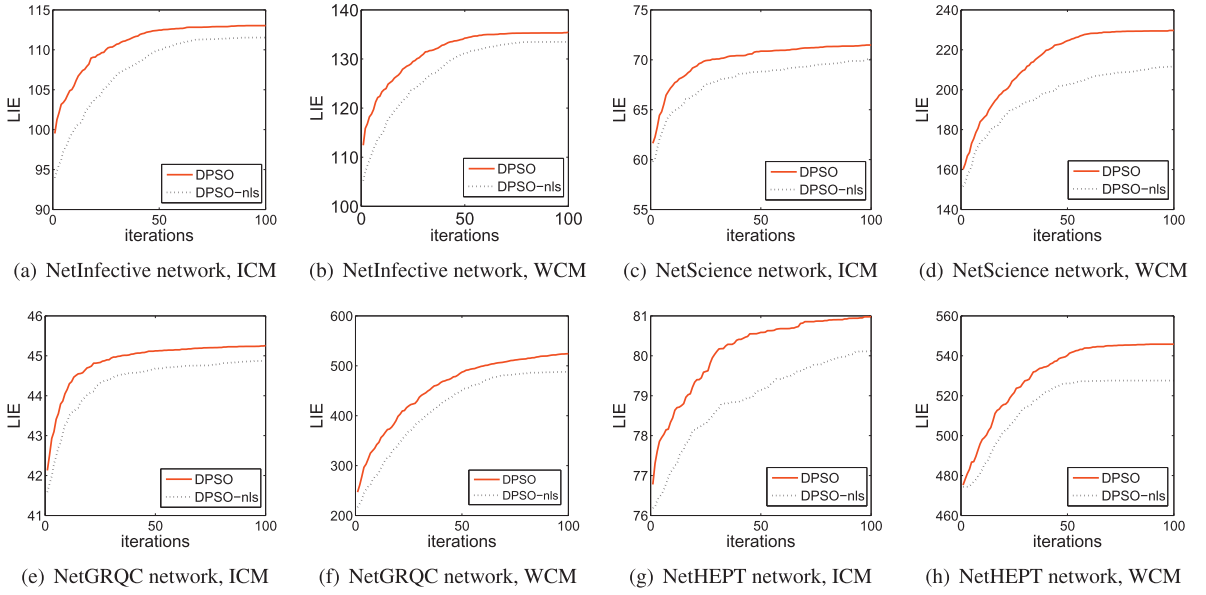 115
110
105
100
95
90
LIE
0 50 100
iterations
DPSO
DPSO−nls
(a) NetInfective network, ICM
140
130
120
110
100
LIE
0 50 100
iterations
DPSO
DPSO−nls
(b) NetInfective network, WCM
75
70
65
60
55
LIE
0 50 100
iterations
DPSO
DPSO−nls
(c) NetScience network, ICM
240
220
200
180
160
140
LIE
0 50 100
iterations
DPSO
DPSO−nls
(d) NetScience network, WCM
46
45
44
43
42
41
LIE
0 50 100
iterations
DPSO
DPSO−nls
(e) NetGRQC network, ICM
600
500
400
300
200
LIE
0 50 100
iterations
DPSO
DPSO−nls
(f) NetGRQC network, WCM
81
80
79
78
77
76
LIE
0 50 100
iterations
DPSO
DPSO−nls
(g) NetHEPT network, ICM
560
540
520
500
480
460
LIE
0 50 100
iterations
DPSO
DPSO−nls
(h) NetHEPT network, WCM